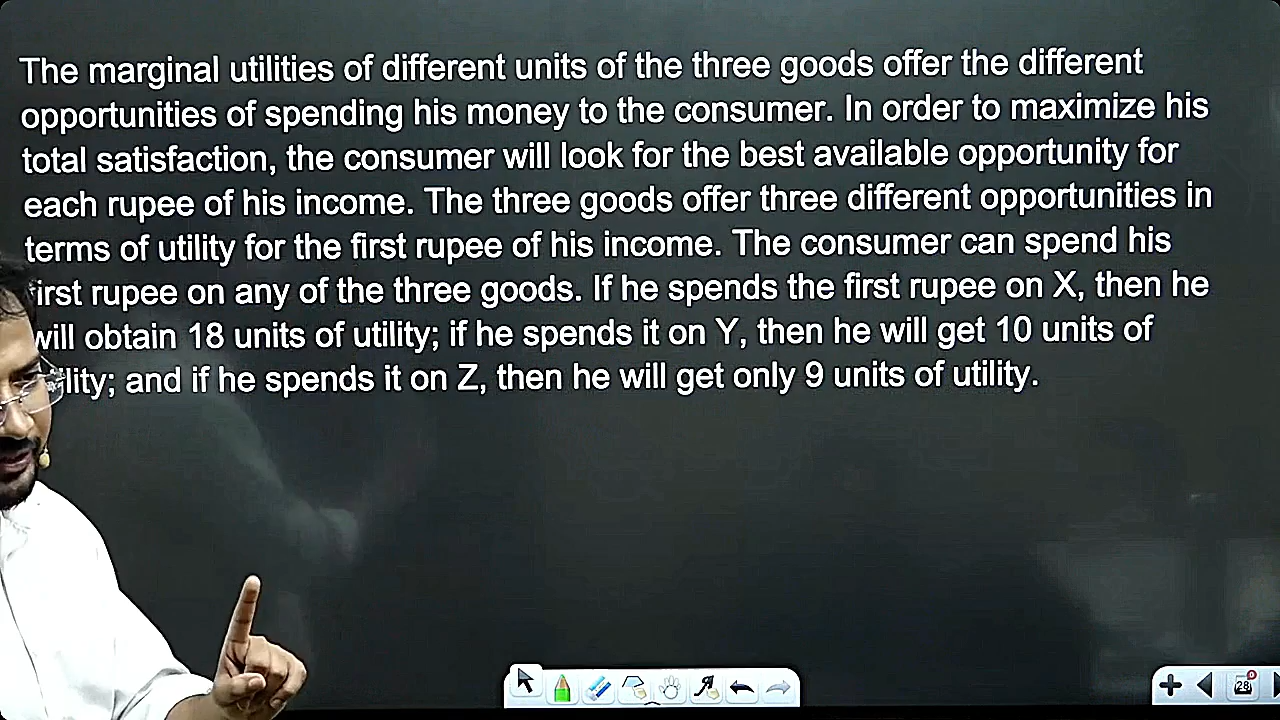 The marginal utilities of different units of the three goods offer the different
opportunities of spending his money to the consumer. In order to maximize his
total satisfaction, the consumer will look for the best available opportunity for
each rupee of his income. The three goods offer three different opportunities in
terms of utility for the first rupee of his income. The consumer can spend his
irst rupee on any of the three goods. If he spends the first rupee on X, then he
will obtain 18 units of utility; if he spends it on Y, then he will get 10 units of
lity; and if he spends it on Z, then he will get only 9 units of utility.
28